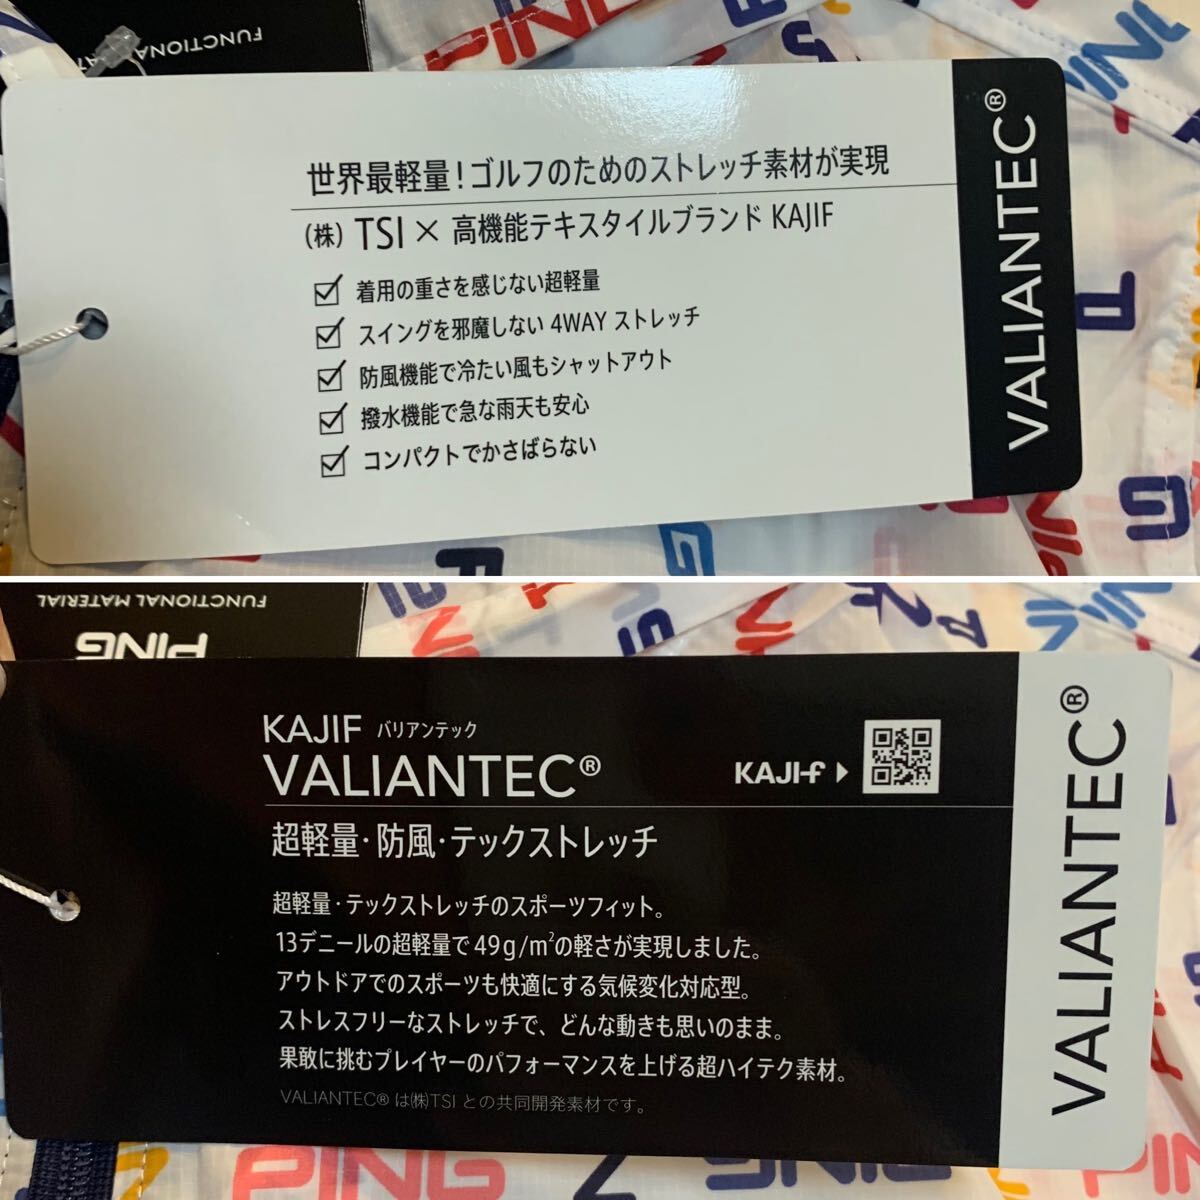 FUNCTIONAL MAT
PING
PING
世界最軽量!ゴルフのためのストレッチ素材が実現
(株) TSI × 高機能テキスタイルブランド KAJIF
着用の重さを感じない超軽量
スイングを邪魔しない 4WAY ストレッチ
防風機能で冷たい風もシャットアウト
撥水機能で急な雨天も安心
コンパクトでかさばらない
VALIANTEC®
FUNCTIONAL MATERIAL
PING
KAJIF バリアンテック
VALIANTEC®
KAJI-f
超軽量・防風・テックストレッチ
超軽量・テックストレッチのスポーツフィット。
13デニールの超軽量で49g/m²の軽さが実現しました。
アウトドアでのスポーツも快適にする気候変化対応型。
ストレスフリーなストレッチで、どんな動きも思いのまま。
果敢に挑むプレイヤーのパフォーマンスを上げる超ハイテク素材。
VALIANTEC® は㈱TSI との共同開発素材です。
VALIANTEC®
PING
PING